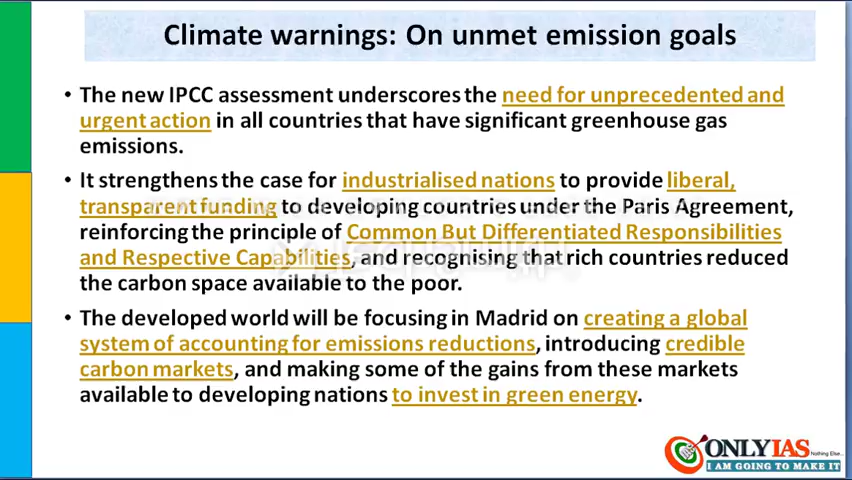 Climate warnings: On unmet emission goals
• The new IPCC assessment underscores the need for unprecedented and
urgent action in all countries that have significant greenhouse gas
emissions.
• It strengthens the case for industrialised nations to provide liberal,
transparent funding to developing countries under the Paris Agreement,
reinforcing the principle of Common But Differentiated Responsibilities
and Respective Capabilities, and recognising that rich countries reduced
the carbon space available to the poor.
• The developed world will be focusing in Madrid on creating a global
system of accounting for emissions reductions, introducing credible
carbon markets, and making some of the gains from these markets
available to developing nations to invest in green energy.
ONLYIAS
Nothing Else...
I AM GOING TO MAKE IT